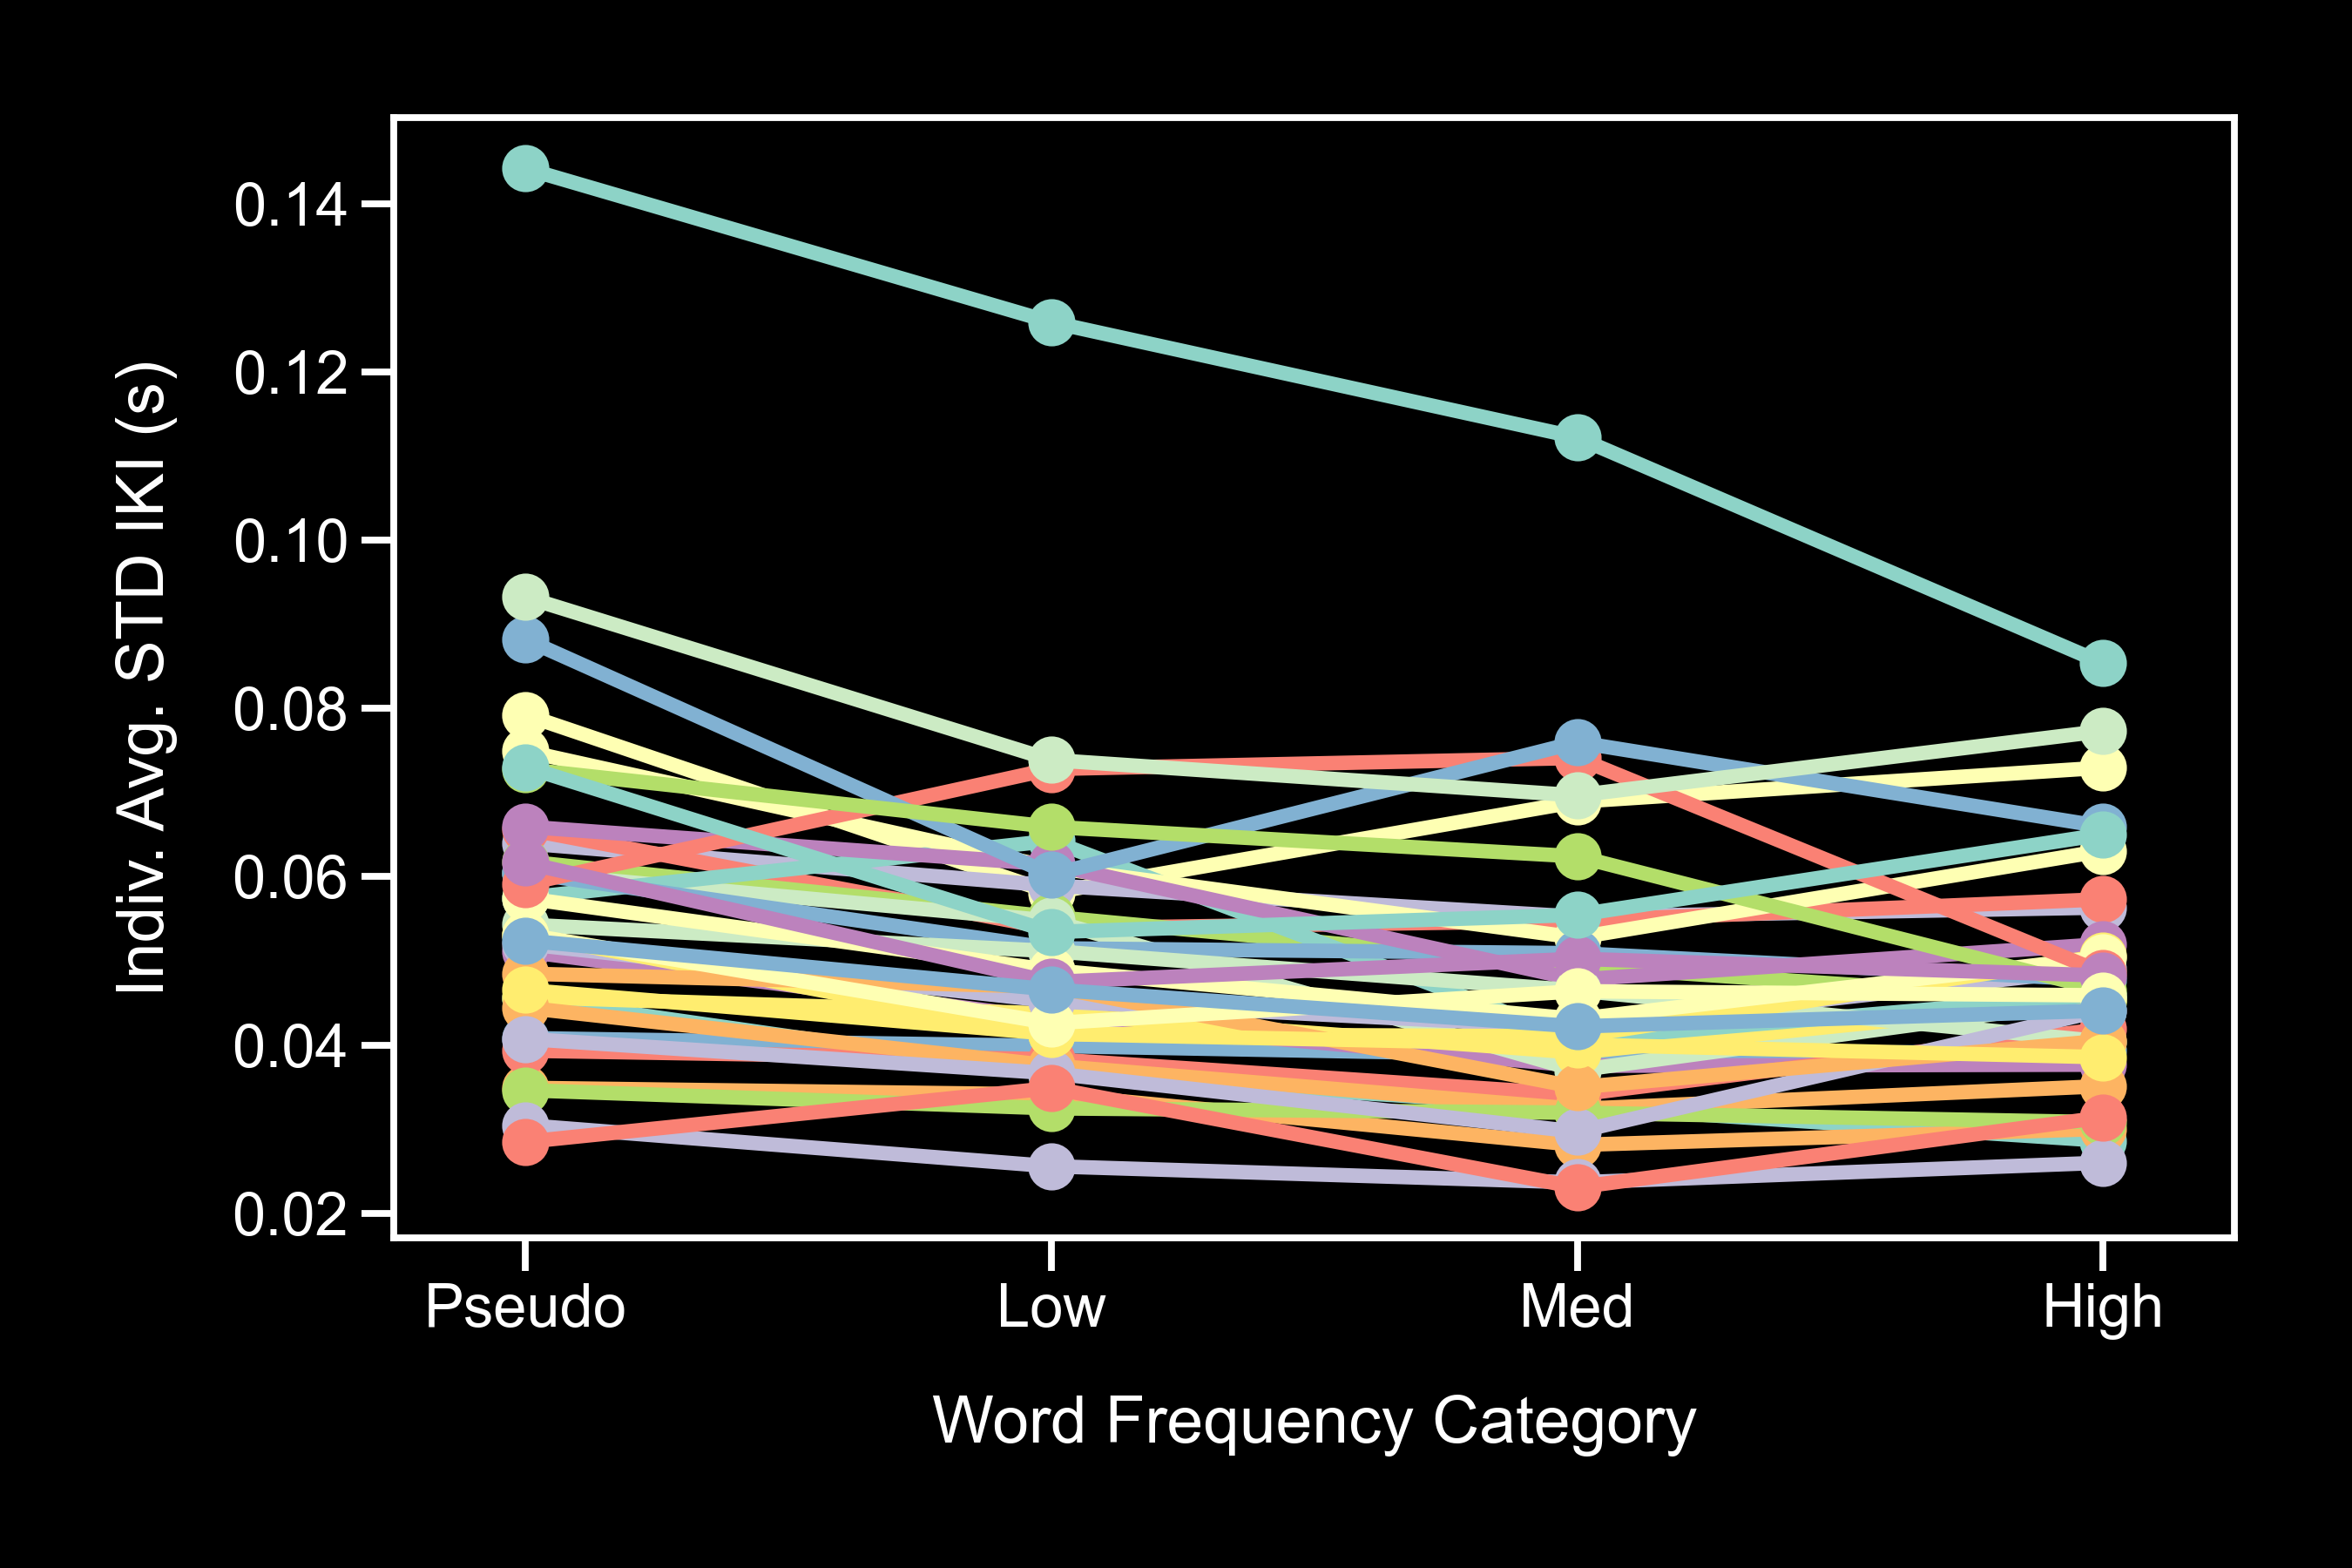 Indiv. Avg. STD IKI (s)
0.14
0.12
0.10
0.08
0.06
0.04
0.02
Pseudo Low Med High
Word Frequency Category